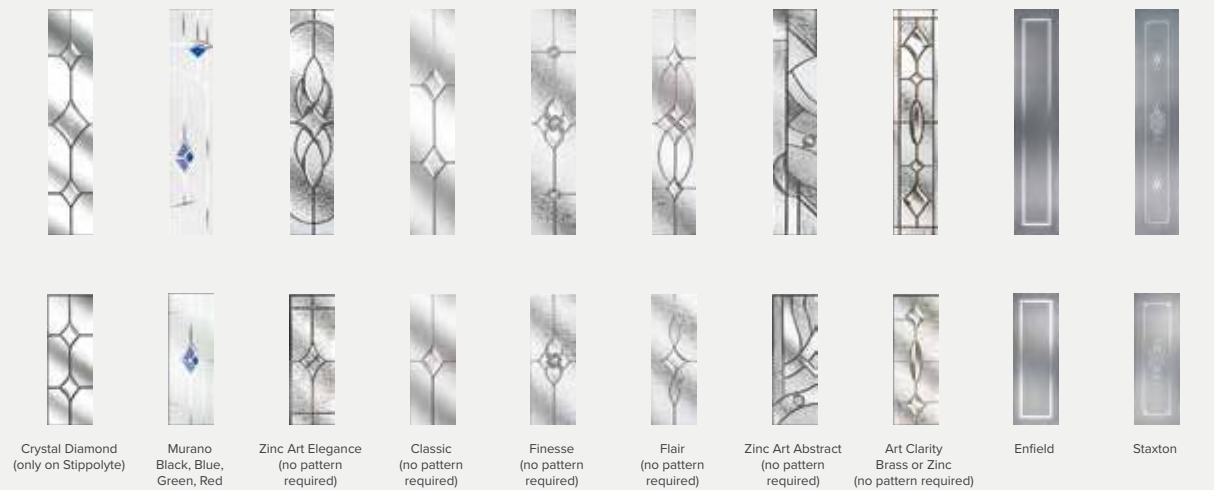 Crystal Diamond
(only on Stippolyte)
Murano
Black, Blue,
Green, Red
Zinc Art Elegance
(no pattern
required)
Classic
(no pattern
required)
Finesse
(no pattern
required)
Flair
(no pattern
required)
Zinc Art Abstract
(no pattern
required)
Art Clarity
Brass or Zinc
(no pattern required)
Enfield
Staxton